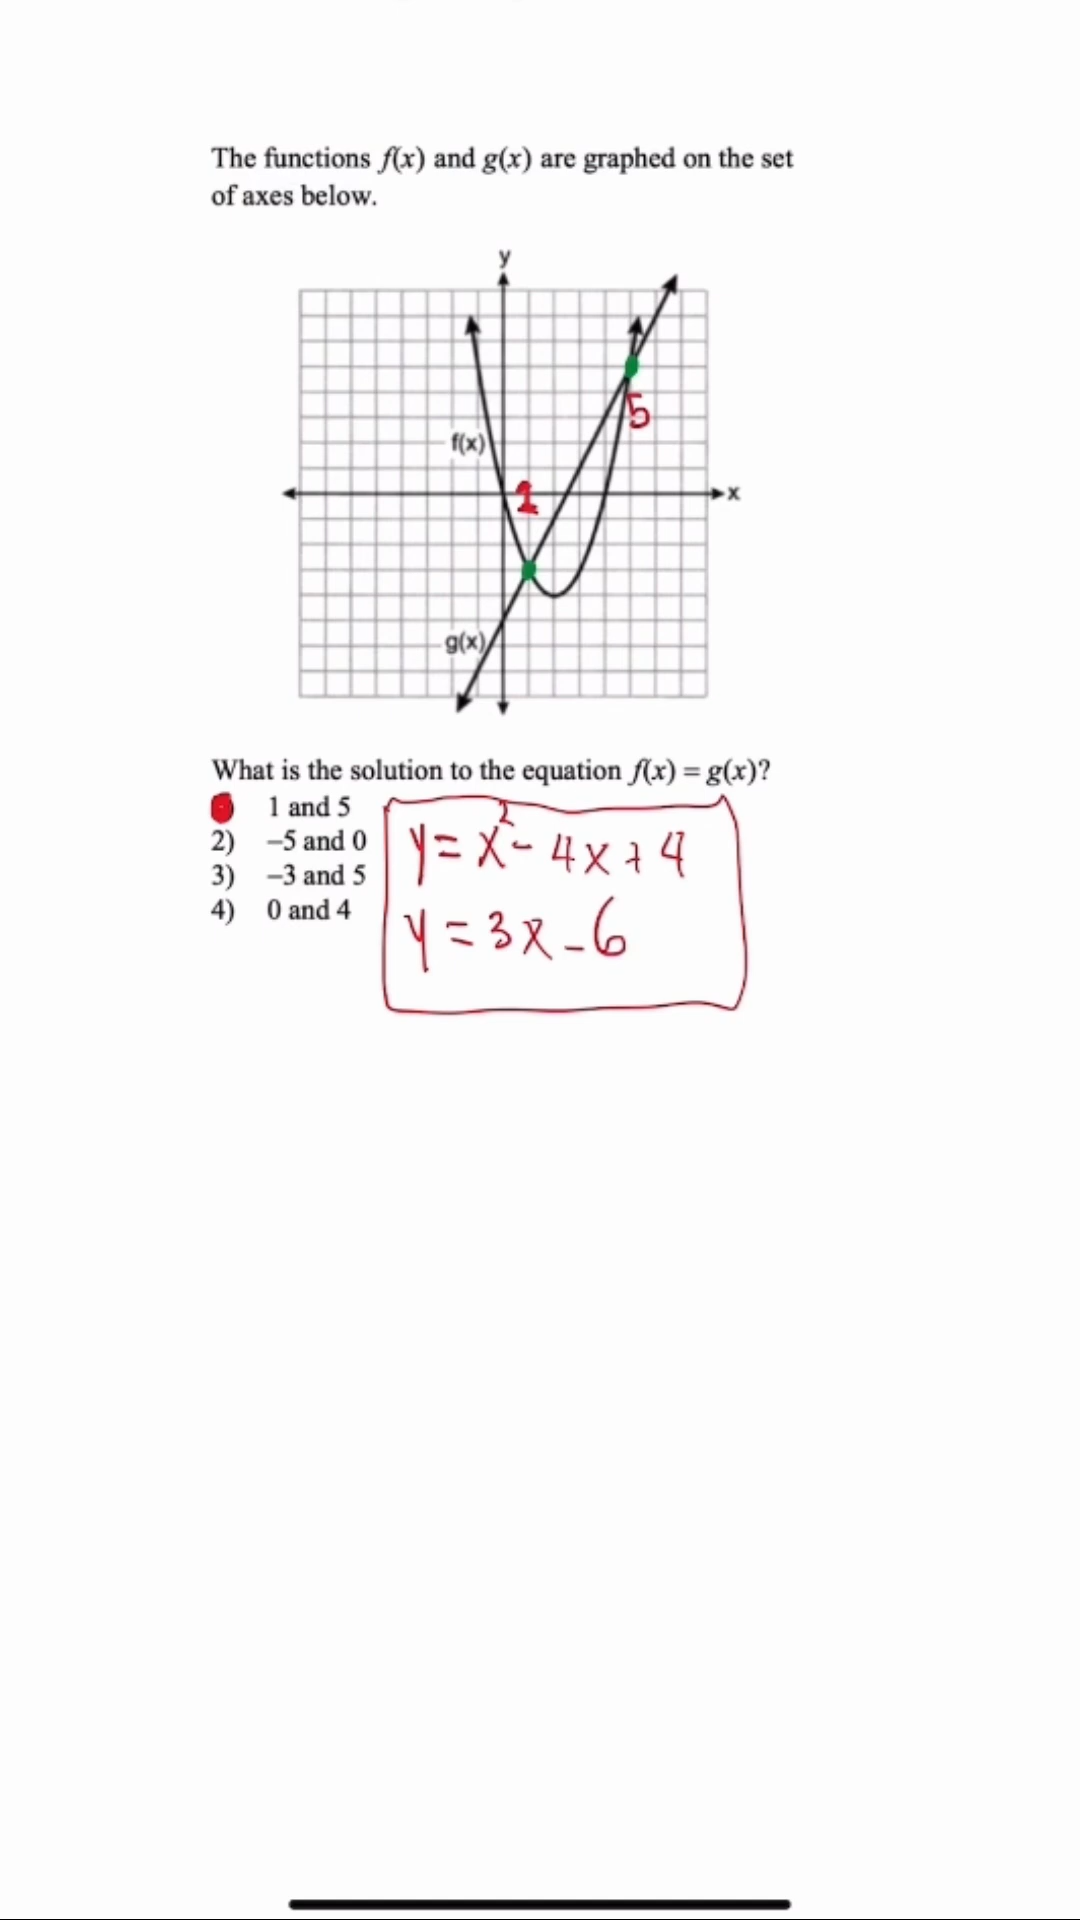 The functions f(x) and g(x) are graphed on the set
of axes below.
y
f(x)
5
1
x
g(x)
What is the solution to the equation f(x) = g(x)?
1 and 5
2) –5 and 0
3) –3 and 5
4) 0 and 4
y = x² - 4x + 4
y = 3x - 6